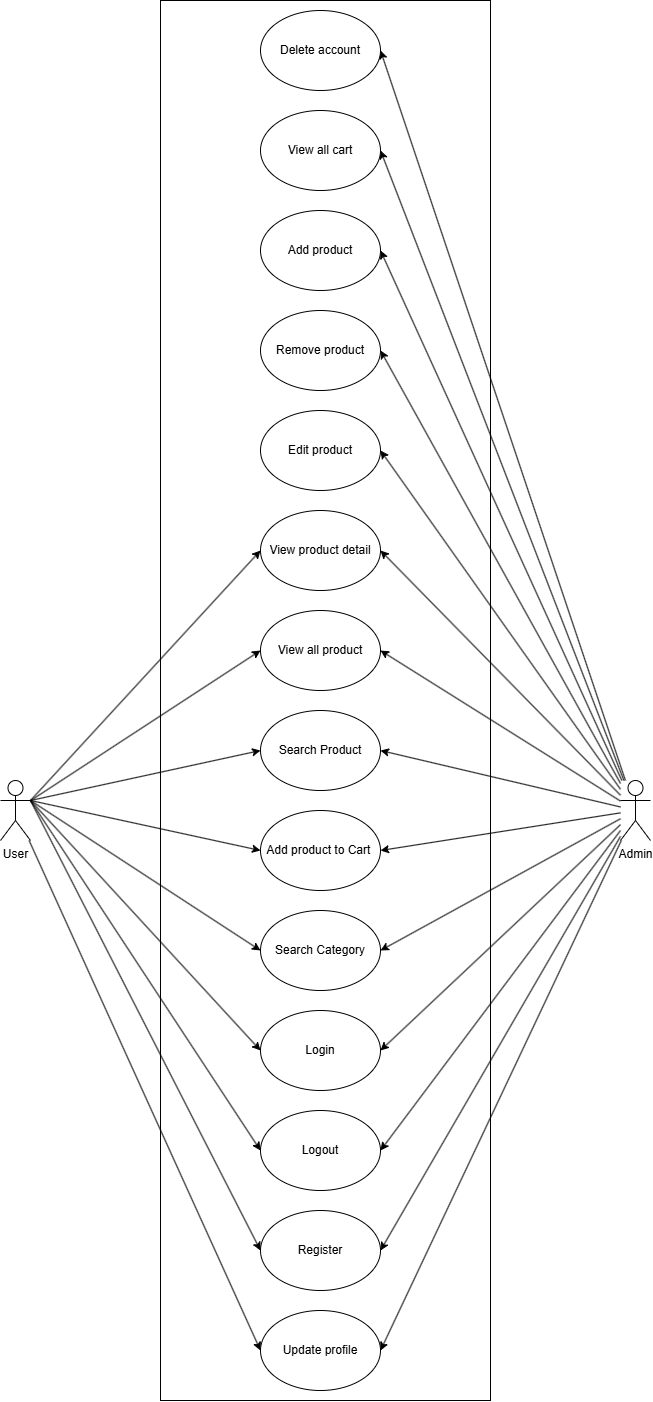 Delete account
View all cart
Add product
Remove product
Edit product
View product detail
View all product
Search Product
Add product to Cart
User
Admin
Search Category
Login
Logout
Register
Update profile